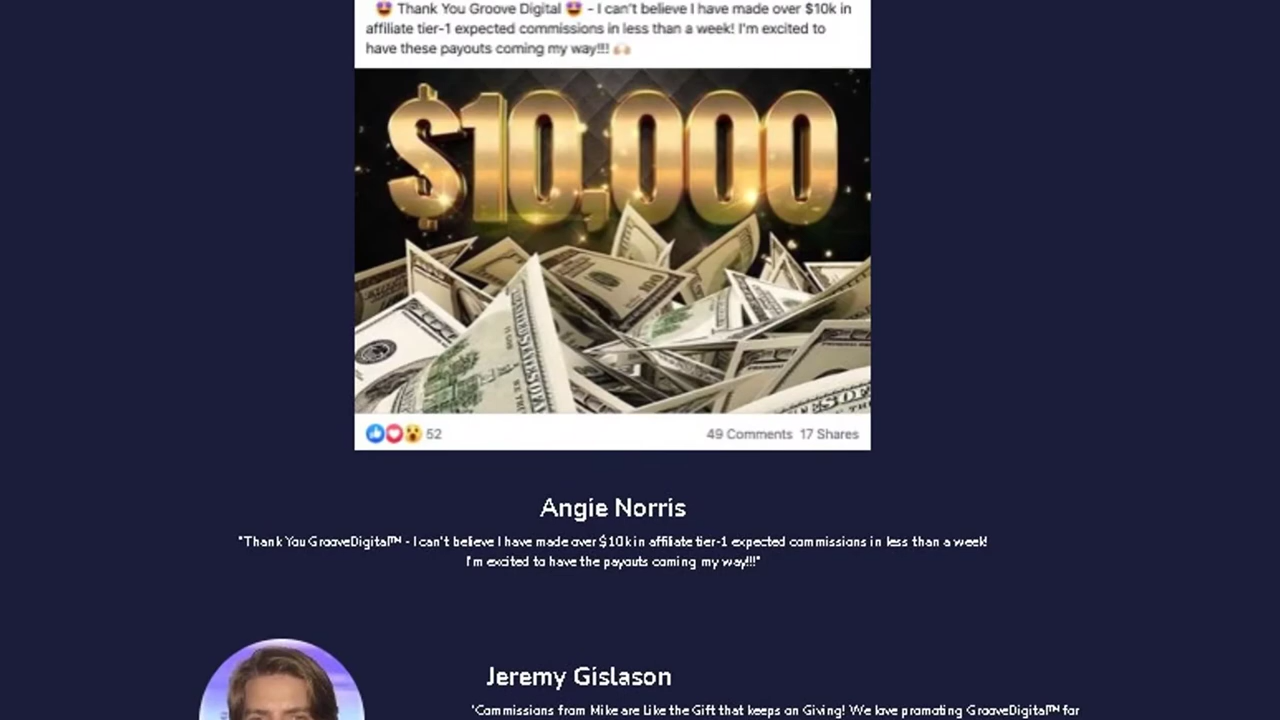 Thank You Groove Digital - I can't believe I have made over $10k in
affiliate tier-1 expected commissions in less than a week! I'm excited to
have these payouts coming my way!!!
$10,000
52
49 Comments 17 Shares
Angie Norris
"Thank You GrooveDigital™ - I can't believe I have made over $10k in affiliate tier-1 expected commissions in less than a week!
I'm excited to have the payouts coming my way!!!"
Jeremy Gislason
'Commissions from Mike are Like the Gift that keeps on Giving! We love promoting GrooveDigital™ for